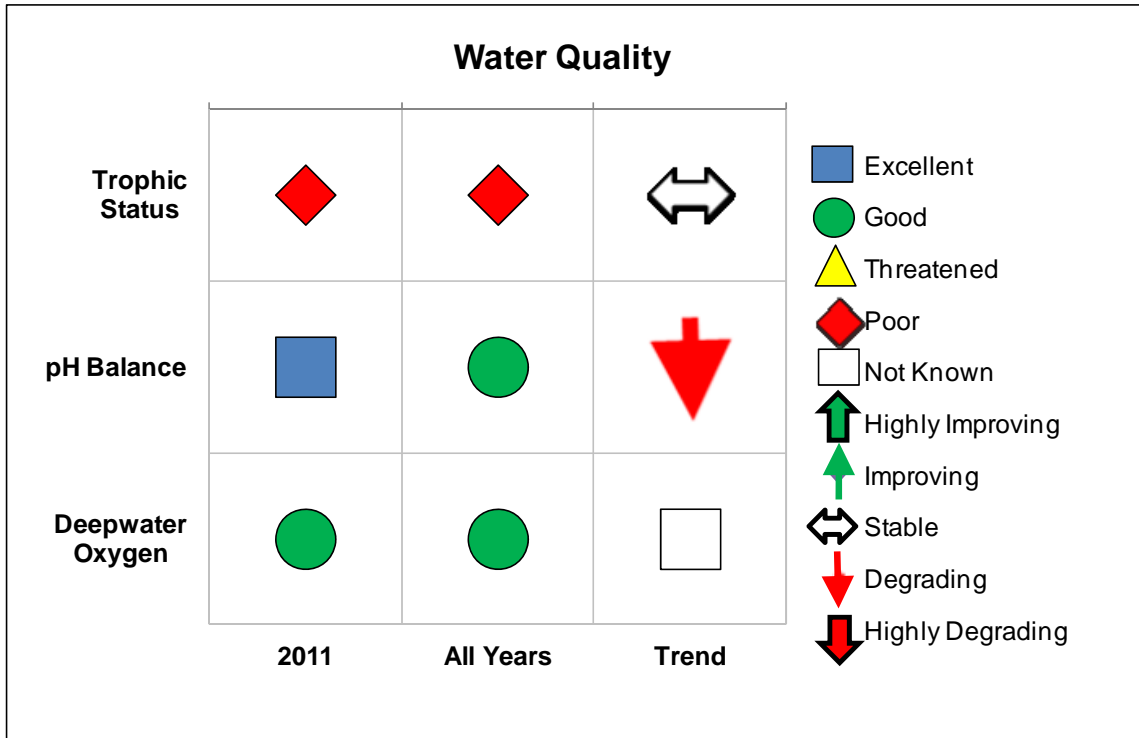 Water Quality
Trophic
Status
pH Balance
Deepwater
Oxygen
2011
All Years
Trend
Excellent
Good
Threatened
Poor
Not Known
Highly Improving
Improving
Stable
Degrading
Highly Degrading